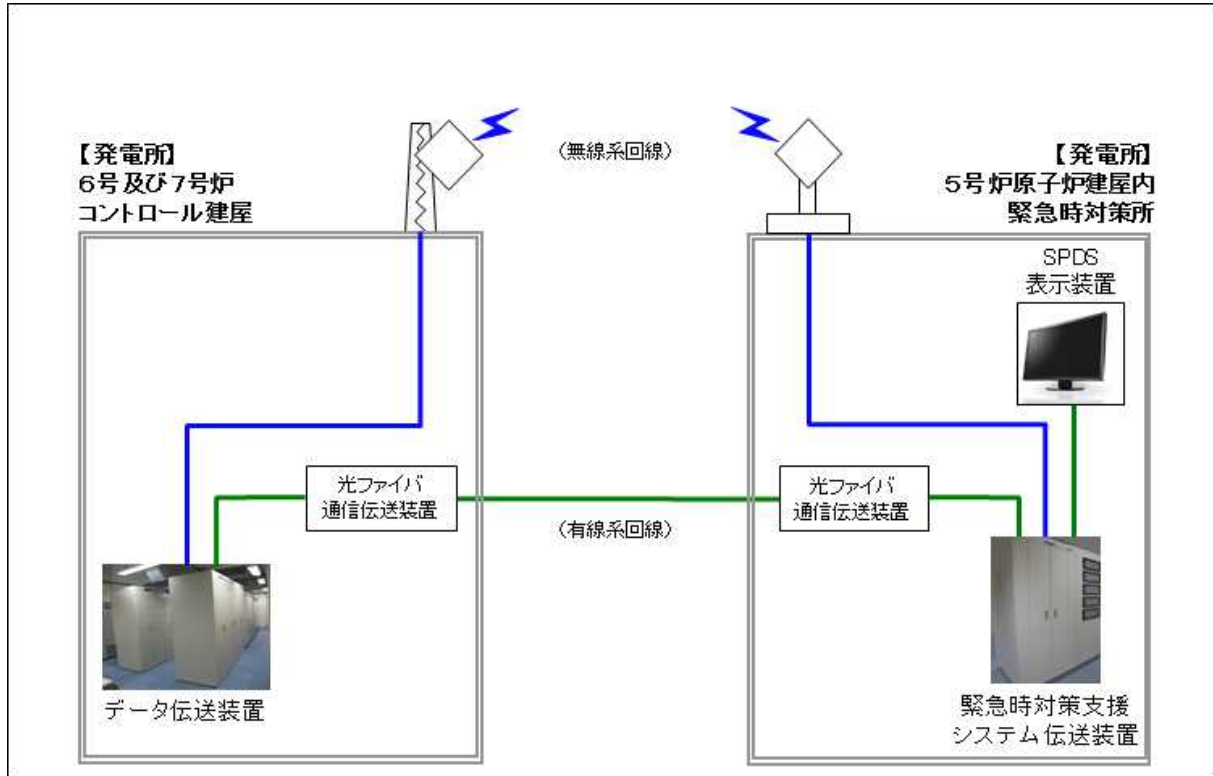 【発電所】
6号及び7号炉
コントロール建屋
(無線系回線)
【発電所】
5号炉原子炉建屋内
緊急時対策所
SPDS
表示装置
光ファイバ
通信伝送装置
(有線系回線)
光ファイバ
通信伝送装置
データ伝送装置
緊急時対策支援
システム伝送装置